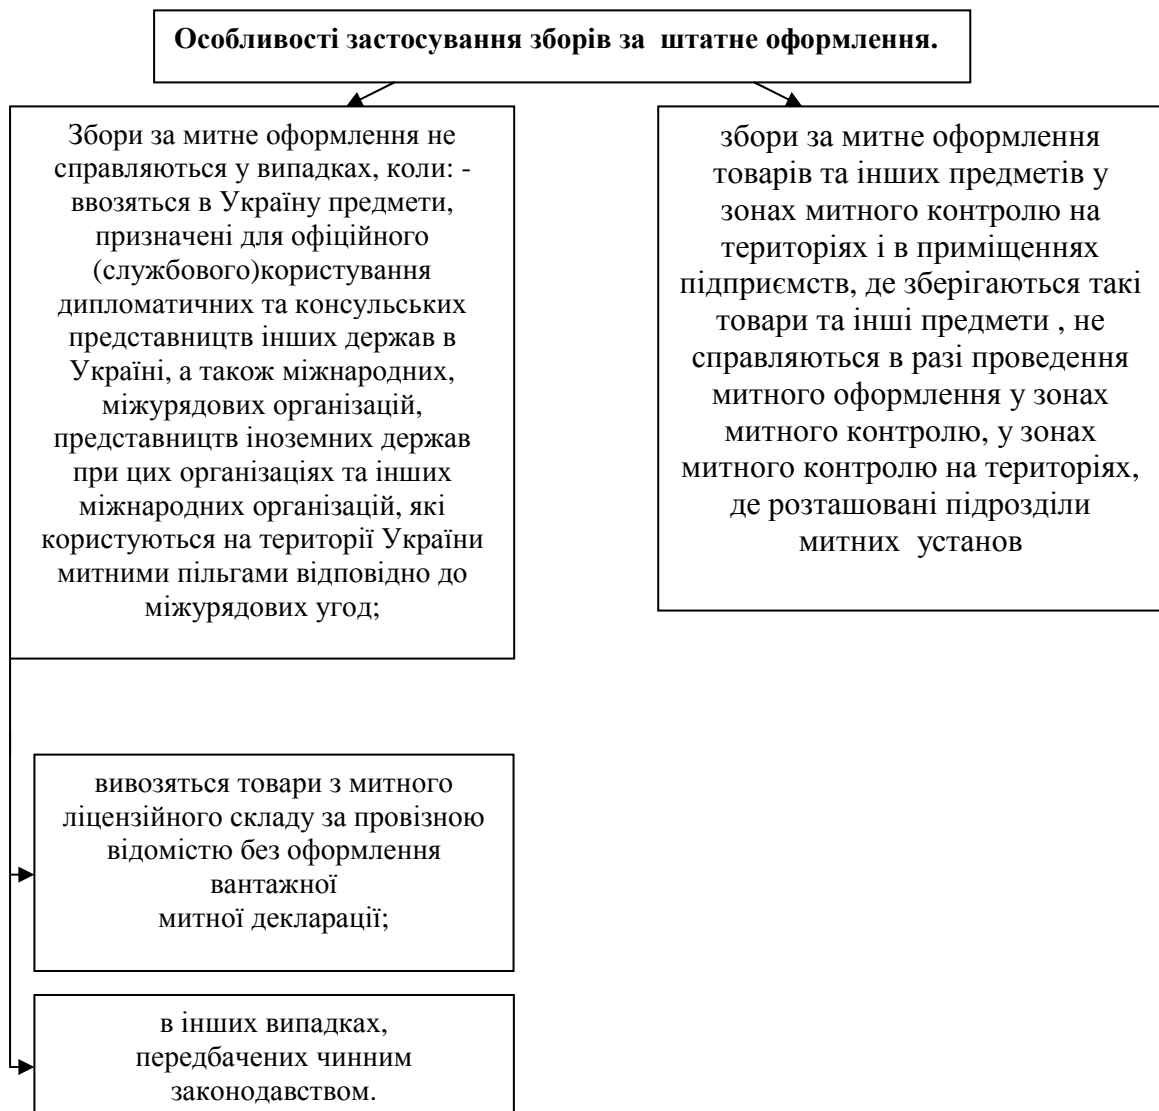 Особливості застосування зборів за штатне оформлення.
Збори за митне оформлення не
справляються у випадках, коли: -
ввозяться в Україну предмети,
призначені для офіційного
(службового)користування
дипломатичних та консульських
представництв інших держав в
Україні, а також міжнародних,
міжурядових організацій,
представництв іноземних держав
при цих організаціях та інших
міжнародних організацій, які
користуються на території України
митними пільгами відповідно до
міжурядових угод;
збори за митне оформлення
товарів та інших предметів у
зонах митного контролю на
територіях і в приміщеннях
підприємств, де зберігаються такі
товари та інші предмети , не
справляються в разі проведення
митного оформлення у зонах
митного контролю, у зонах
митного контролю на територіях,
де розташовані підрозділи
митних установ
вивозяться товари з митного
ліцензійного складу за провізною
відомістю без оформлення
вантажної
митної декларації;
в інших випадках,
передбачених чинним
законодавством.